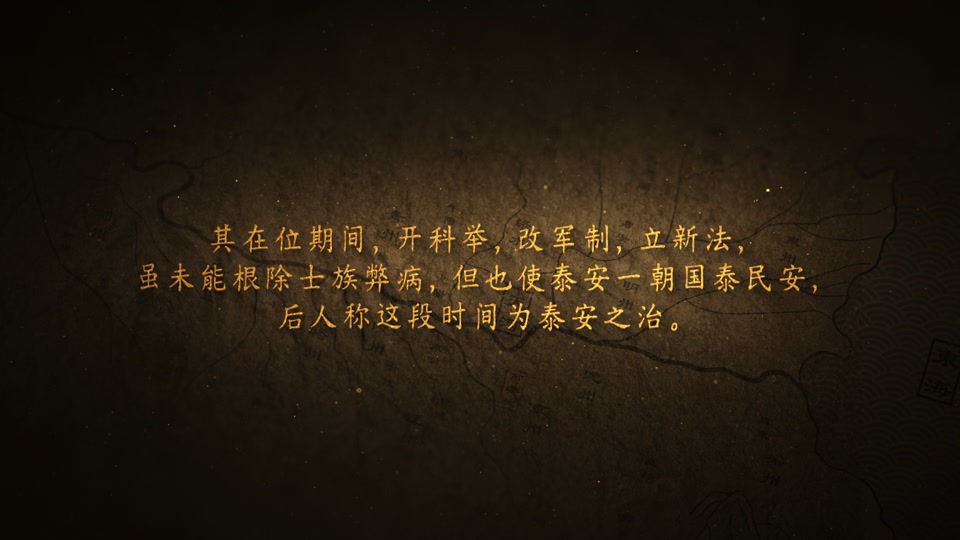 其在位期间，开科举，改军制，立新法，
虽未能根除士族弊病，但也使泰安一朝国泰民安，
后人称这段时间为泰安之治。
東海